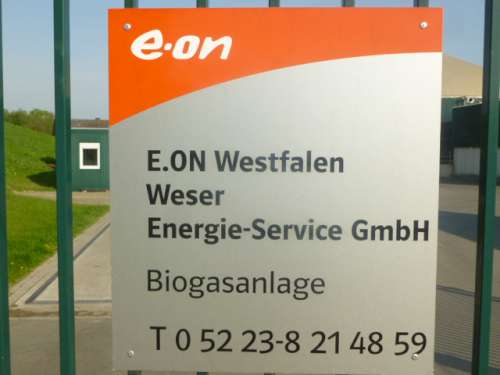 e·on
E.ON Westfalen
Weser
Energie-Service GmbH
Biogasanlage
T 0 52 23-8 21 48 59